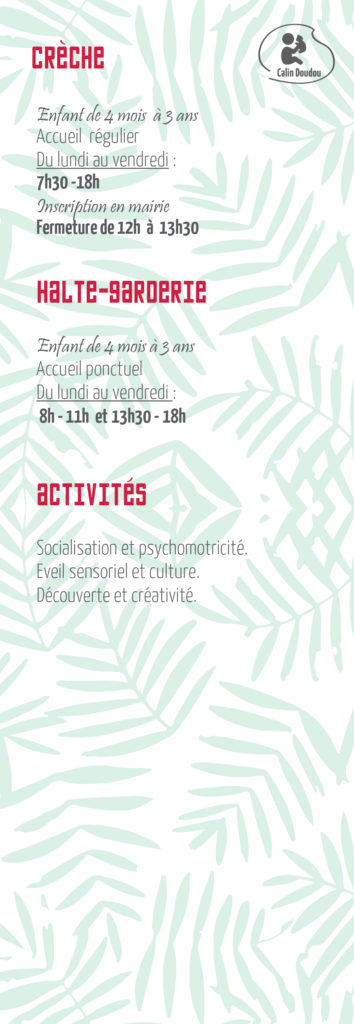 CRÈCHE
Calin Doudou
Enfant de 4 mois à 3 ans
Accueil régulier
Du lundi au vendredi :
7h30 -18h
Inscription en mairie
Fermeture de 12h à 13h30
Halte-garderie
Enfant de 4 mois à 3 ans
Accueil ponctuel
Du lundi au vendredi :
8h - 11h et 13h30 - 18h
activités
Socialisation et psychomotricité.
Eveil sensoriel et culture.
Découverte et créativité.